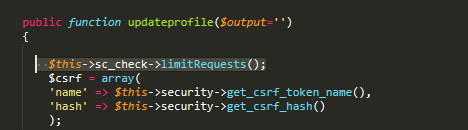 public function updateprofile($output='')
{
$this->sc_check->limitRequests();
$csrf = array(
'name' => $this->security->get_csrf_token_name(),
'hash' => $this->security->get_csrf_hash()
);